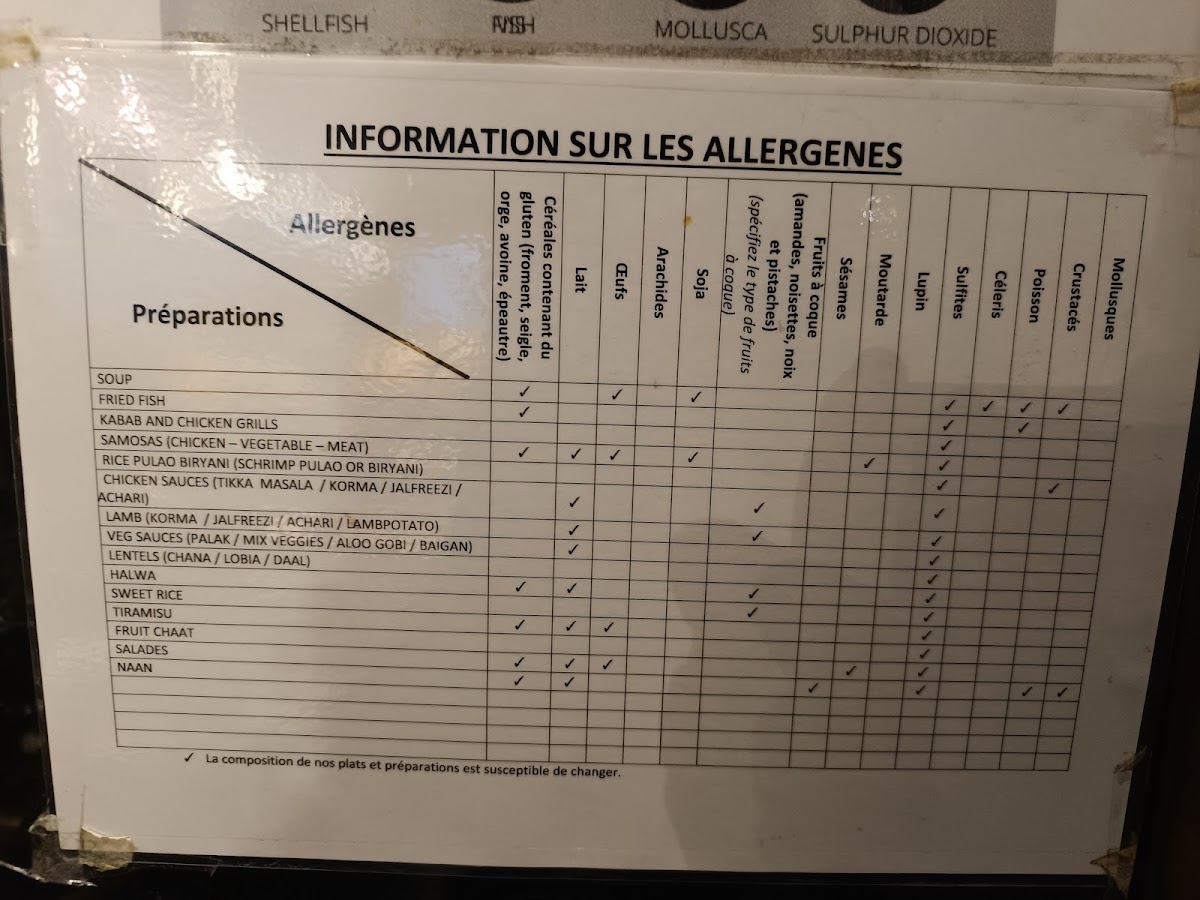 SHELLFISH MOLLUSCA SULPHUR DIOXIDE
INFORMATION SUR LES ALLERGENES
Allergènes
Préparations
Céréales contenant du
gluten (froment, seigle,
orge, avoine, épeautre)
Lait
Œufs
Arachides
Soja
Fruits à coque
(amandes, noisettes, noix
et pistaches)
(spécifiez le type de fruits
à coque)
Sésames
Moutarde
Lupin
Sulfites
Céleris
Poisson
Crustacés
Mollusques
SOUP
FRIED FISH
KABAB AND CHICKEN GRILLS
SAMOSAS (CHICKEN – VEGETABLE – MEAT)
RICE PULAO BIRYANI (SCHRIMP PULAO OR BIRYANI)
CHICKEN SAUCES (TIKKA MASALA / KORMA / JALFREEZI /
ACHARI)
LAMB (KORMA / JALFREEZI / ACHARI / LAMBPOTATO)
VEG SAUCES (PALAK / MIX VEGGIES / ALOO GOBI / BAIGAN)
LENTELS (CHANA / LOBIA / DAAL)
HALWA
SWEET RICE
TIRAMISU
FRUIT CHAAT
SALADES
NAAN
✓ La composition de nos plats et préparations est susceptible de changer.